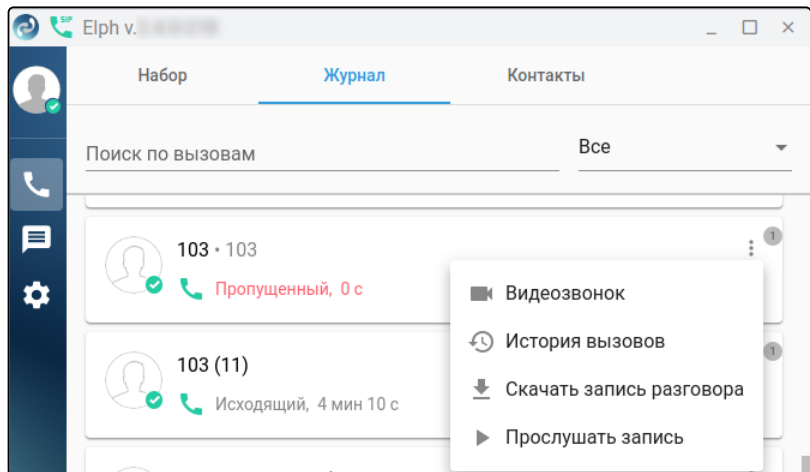 SIP Elph v.
Набор Журнал Контакты
Поиск по вызовам Все
103 • 103 1
Пропущенный, 0 с
Видеозвонок
История вызовов
103 (11) 1
Скачать запись разговора
Исходящий, 4 мин 10 с
Прослушать запись